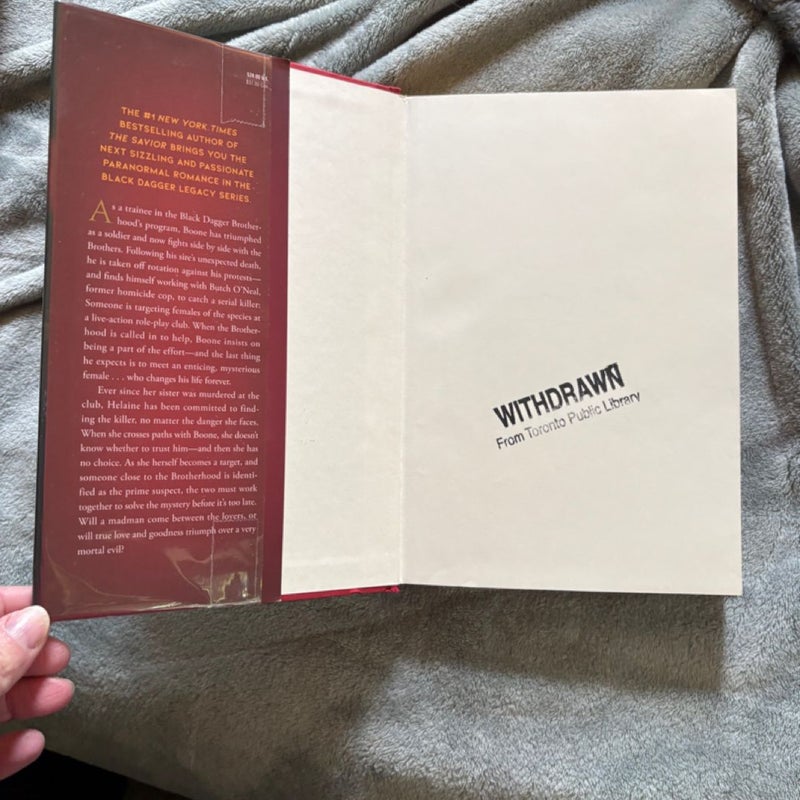 THE #1 NEW YORK TIMES
BESTSELLING AUTHOR OF
THE SAVIOR BRINGS YOU THE
NEXT SIZZLING AND PASSIONATE
PARANORMAL ROMANCE IN THE
BLACK DAGGER LEGACY SERIES
As a trainee in the Black Dagger Brother-
hood's program, Boone has triumphed
as a soldier and now fights side by side with the
Brothers. Following his sire's unexpected death,
he is taken off rotation against his protests—
and finds himself working with Butch O'Neal,
former homicide cop, to catch a serial killer:
Someone is targeting females of the species at
a live-action role-play club. When the Brother-
hood is called in to help, Boone insists on
being a part of the effort—and the last thing
he expects is to meet an enticing, mysterious
female . . . who changes his life forever.
Ever since her sister was murdered at the
club, Helaine has been committed to find-
ing the killer, no matter the danger she faces.
When she crosses paths with Boone, she doesn't
know whether to trust him—and then she has
no choice. As she herself becomes a target, and
someone close to the Brotherhood is identi-
fied as the prime suspect, the two must work
together to solve the mystery before it's too late.
Will a madman come between the lovers, or
will true love and goodness triumph over a very
mortal evil?
WITHDRAWN
From Toronto Public Library